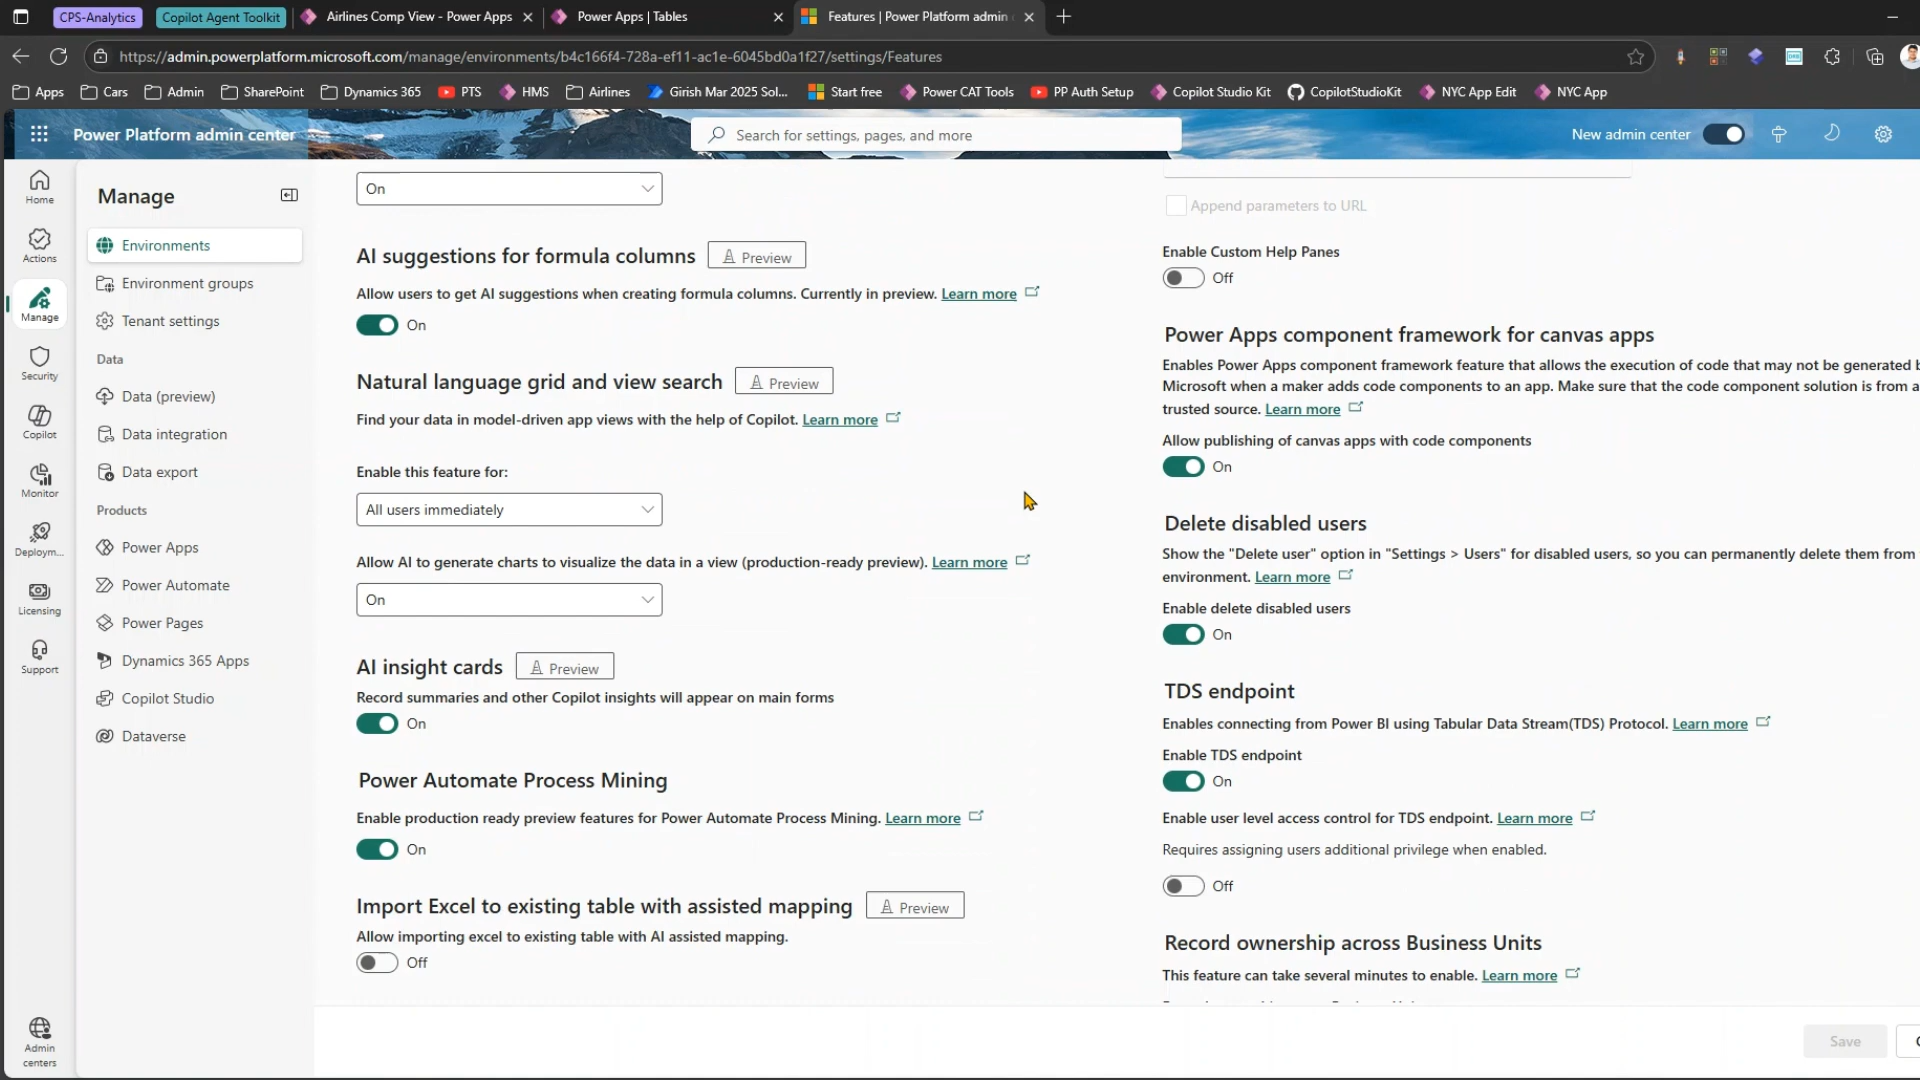 CPS-Analytics
Copilot Agent Toolkit
Airlines Comp View - Power Apps
Power Apps | Tables
Features | Power Platform admin
https://admin.powerplatform.microsoft.com/manage/environments/b4c166f4-728a-ef11-ac1e-6045bd0a1f27/settings/Features
Apps
Cars
Admin
SharePoint
Dynamics 365
PTS
HMS
Airlines
Girish Mar 2025 Sol...
Start free
Power CAT Tools
PP Auth Setup
Copilot Studio Kit
CopilotStudioKit
NYC App Edit
NYC App
Power Platform admin center
Search for settings, pages, and more
New admin center
Home
Actions
Manage
Security
Copilot
Monitor
Deploym...
Licensing
Support
Admin
centers
Manage
Environments
Environment groups
Tenant settings
Data
Data (preview)
Data integration
Data export
Products
Power Apps
Power Automate
Power Pages
Dynamics 365 Apps
Copilot Studio
Dataverse
On
AI suggestions for formula columns Preview
Allow users to get AI suggestions when creating formula columns. Currently in preview. Learn more
On
Natural language grid and view search Preview
Find your data in model-driven app views with the help of Copilot. Learn more
Enable this feature for:
All users immediately
Allow AI to generate charts to visualize the data in a view (production-ready preview). Learn more
On
AI insight cards Preview
Record summaries and other Copilot insights will appear on main forms
On
Power Automate Process Mining
Enable production ready preview features for Power Automate Process Mining. Learn more
On
Import Excel to existing table with assisted mapping Preview
Allow importing excel to existing table with AI assisted mapping.
Off
Append parameters to URL
Enable Custom Help Panes
Off
Power Apps component framework for canvas apps
Enables Power Apps component framework feature that allows the execution of code that may not be generated b
Microsoft when a maker adds code components to an app. Make sure that the code component solution is from a
trusted source. Learn more
Allow publishing of canvas apps with code components
On
Delete disabled users
Show the "Delete user" option in "Settings > Users" for disabled users, so you can permanently delete them from
environment. Learn more
Enable delete disabled users
On
TDS endpoint
Enables connecting from Power BI using Tabular Data Stream(TDS) Protocol. Learn more
Enable TDS endpoint
On
Enable user level access control for TDS endpoint. Learn more
Requires assigning users additional privilege when enabled.
Off
Record ownership across Business Units
This feature can take several minutes to enable. Learn more
Save